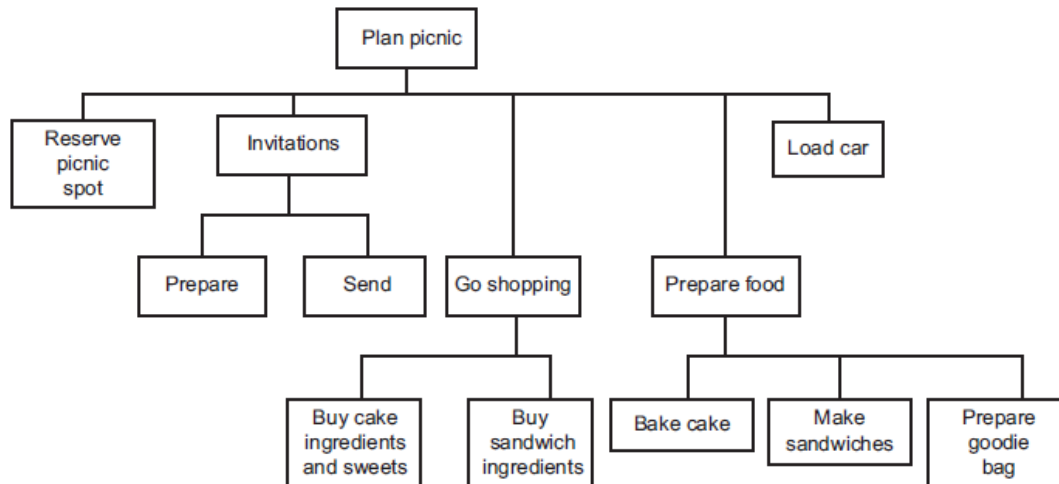 Plan picnic
Reserve
picnic
spot
Invitations
Load car
Prepare
Send
Go shopping
Prepare food
Buy cake
ingredients
and sweets
Buy
sandwich
ingredients
Bake cake
Make
sandwiches
Prepare
goodie
bag